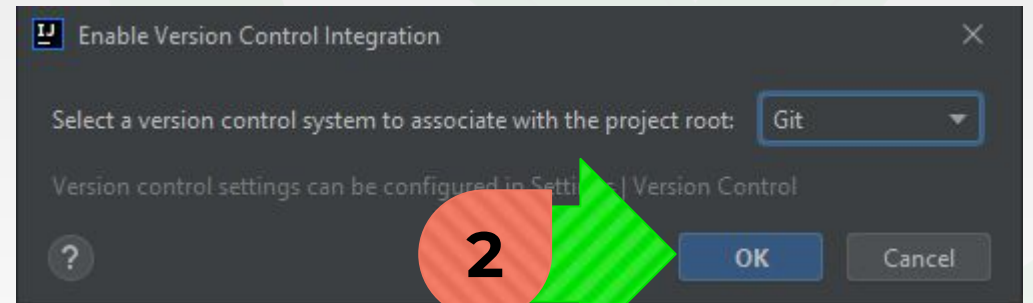 IJ Enable Version Control Integration
Select a version control system to associate with the project root: Git
Version control settings can be configured in Settings | Version Control
? 2 OK Cancel